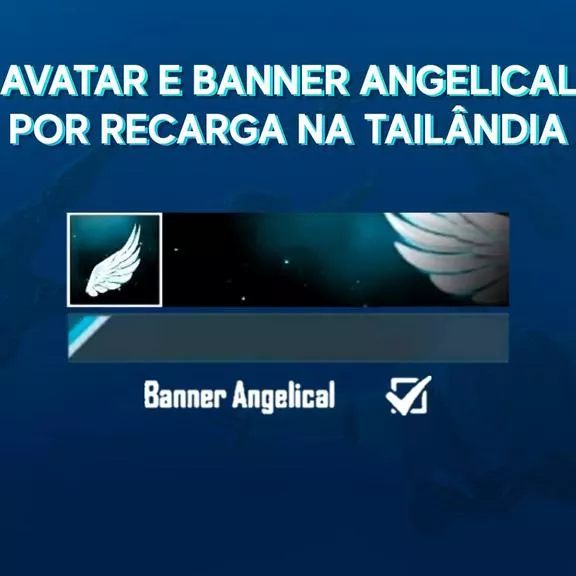 AVATAR E BANNER ANGELICAL
POR RECARGA NA TAILÂNDIA
Banner Angelical